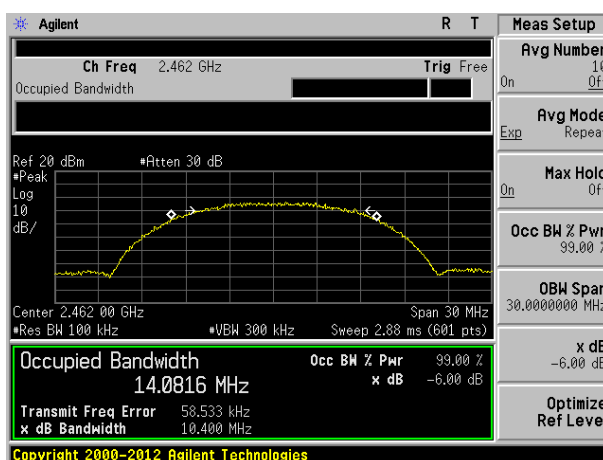 Agilent R T Meas Setup
Ch Freq 2.462 GHz Trig Free
Occupied Bandwidth
Ref 20 dBm #Atten 30 dB
#Peak
Log
10
dB/
Center 2.462 00 GHz Span 30 MHz
#Res BW 100 kHz #VBW 300 kHz Sweep 2.88 ms (601 pts)
Occupied Bandwidth Occ BW % Pwr 99.00 %
14.0816 MHz x dB -6.00 dB
Transmit Freq Error 58.533 kHz
x dB Bandwidth 10.400 MHz
Avg Number
On
Avg Mode
Exp Repea
Max Hold
On
Occ BW % Pwr
99.00 %
OBW Span
30.0000000 MHz
x dB
-6.00 dB
Optimize
Ref Leve
Copyright 2000-2012 Agilent Technologies